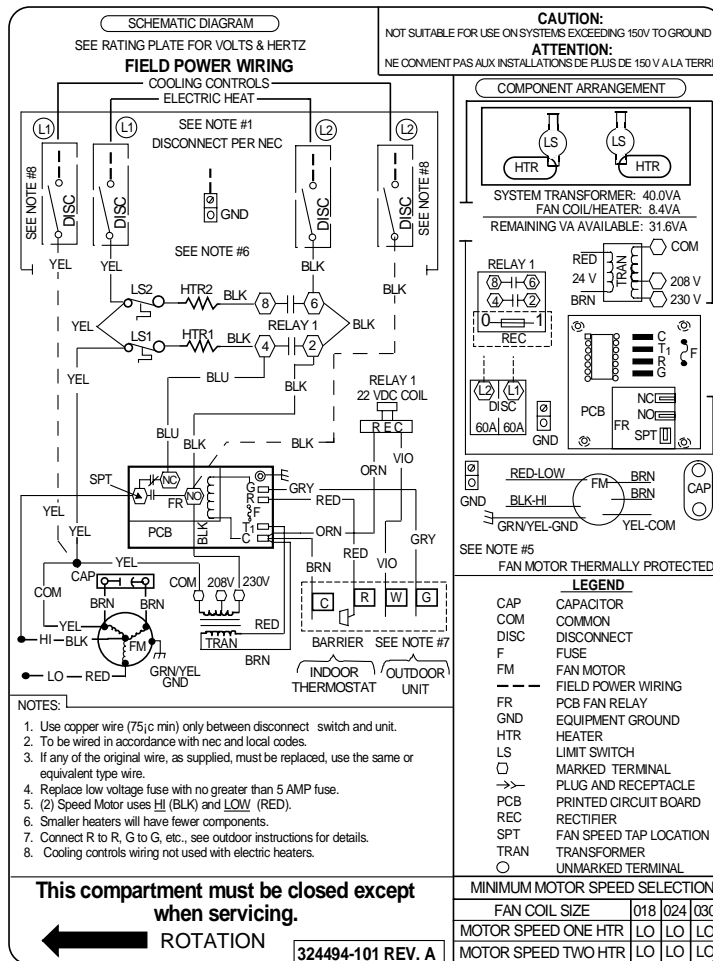 SCHEMATIC DIAGRAM
SEE RATING PLATE FOR VOLTS & HERTZ
FIELD POWER WIRING
COOLING CONTROLS
ELECTRIC HEAT
L1
L1
SEE NOTE #1
DISCONNECT PER NEC
L2
L2
SEE NOTE #8
DISC
DISC
GND
DISC
DISC
SEE NOTE #8
SEE NOTE #6
YEL
YEL
BLK
BLK
LS2
HTR2
BLK
8
6
YEL
RELAY 1
BLK
LS1
HTR1
BLK
4
2
YEL
BLU
BLK
RELAY 1
22 VDC COIL
REC
BLU
BLK
BLK
ORN
VIO
SPT
NC
FR
NO
PCB
BLK
G
R
F
T1
C
GRY
RED
ORN
YEL
YEL
BRN
RED
VIO
GRY
YEL
CAP
COM
BRN
BRN
COM 208V 230V
YEL
HI
BLK
FM
LO
RED
GRN/YEL
GND
TRAN
RED
BRN
C
R
W
G
BARRIER
SEE NOTE #7
INDOOR
THERMOSTAT
OUTDOOR
UNIT
NOTES:
1. Use copper wire (75¡c min) only between disconnect switch and unit.
2. To be wired in accordance with nec and local codes.
3. If any of the original wire, as supplied, must be replaced, use the same or
equivalent type wire.
4. Replace low voltage fuse with no greater than 5 AMP fuse.
5. (2) Speed Motor uses HI (BLK) and LOW (RED).
6. Smaller heaters will have fewer components.
7. Connect R to R, G to G, etc., see outdoor instructions for details.
8. Cooling controls wiring not used with electric heaters.
This compartment must be closed except
when servicing.
ROTATION
324494-101 REV. A
CAUTION:
NOT SUITABLE FOR USE ON SYSTEMS EXCEEDING 150V TO GROUND
ATTENTION:
NE CONVIENT PAS AUX INSTALLATIONS DE PLUS DE 150 V A LA TERRE
COMPONENT ARRANGEMENT
LS
LS
HTR
HTR
SYSTEM TRANSFORMER: 40.0VA
FAN COIL/HEATER: 8.4VA
REMAINING VA AVAILABLE: 31.6VA
RELAY 1
8
6
4
2
0
1
REC
RED
24 V
BRN
TRAN
COM
208 V
230 V
L2
L1
DISC
60A
60A
GND
C
T1
R
G
F
PCB
NC
NO
FR
SPT
GND
RED-LOW
BLK-HI
GRN/YEL-GND
FM
BRN
BRN
YEL-COM
CAP
SEE NOTE #5
FAN MOTOR THERMALLY PROTECTED
LEGEND
CAP CAPACITOR
COM COMMON
DISC DISCONNECT
F FUSE
FM FAN MOTOR
FIELD POWER WIRING
FR PCB FAN RELAY
GND EQUIPMENT GROUND
HTR HEATER
LS LIMIT SWITCH
MARKED TERMINAL
PLUG AND RECEPTACLE
PCB PRINTED CIRCUIT BOARD
REC RECTIFIER
SPT FAN SPEED TAP LOCATION
TRAN TRANSFORMER
UNMARKED TERMINAL
MINIMUM MOTOR SPEED SELECTION
FAN COIL SIZE 018 024 030
MOTOR SPEED ONE HTR LO LO LO
MOTOR SPEED TWO HTR LO LO LO